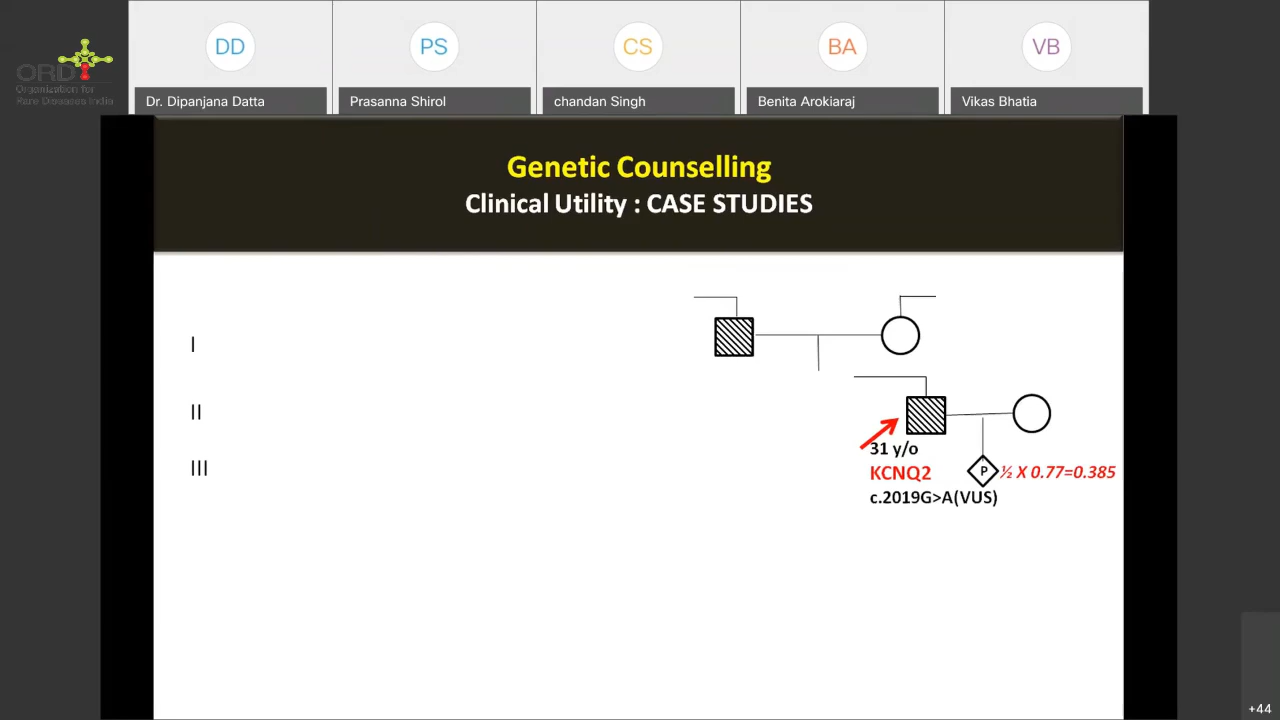 DD
PS
CS
BA
VB
ORDI
Organization for
Rare Diseases India
Dr. Dipanjana Datta
Prasanna Shirol
chandan Singh
Benita Arokiaraj
Vikas Bhatia
Genetic Counselling
Clinical Utility : CASE STUDIES
I
II
III
31 y/o
KCNQ2
c.2019G>A(VUS)
P
½ X 0.77=0.385
+44